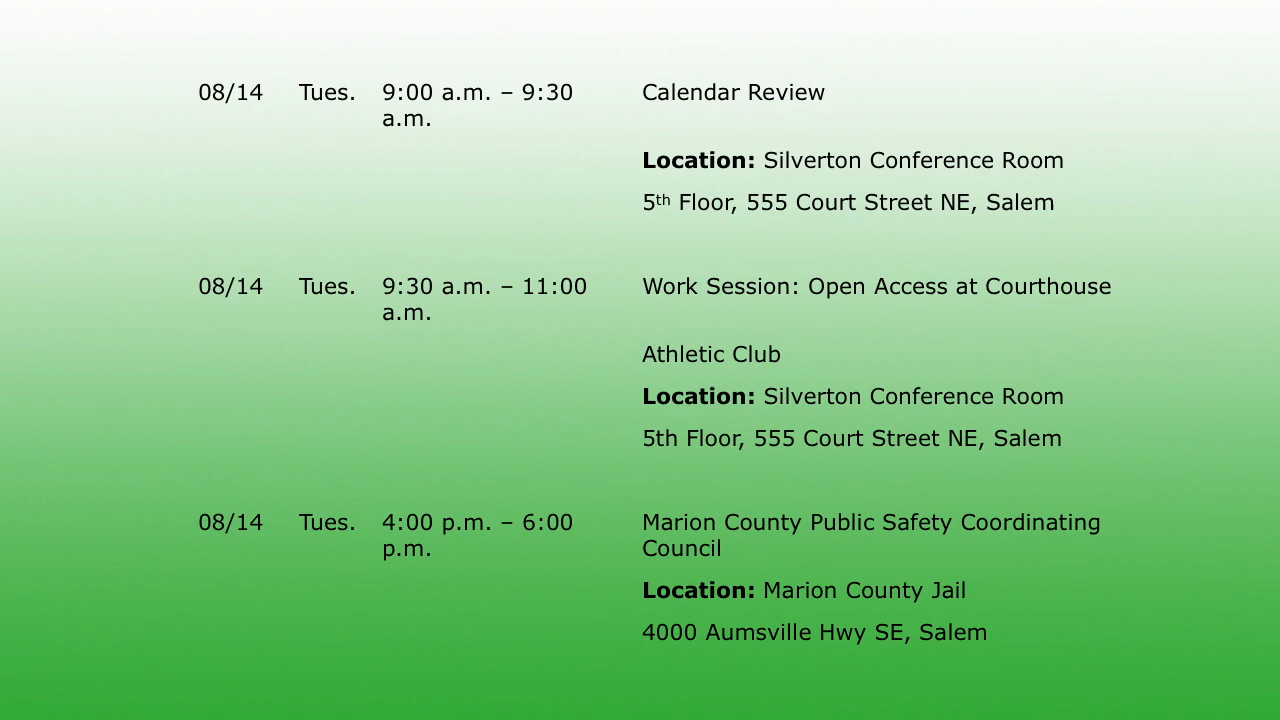 08/14 Tues. 9:00 a.m. – 9:30 Calendar Review
a.m.
Location: Silverton Conference Room
5th Floor, 555 Court Street NE, Salem
08/14 Tues. 9:30 a.m. – 11:00 Work Session: Open Access at Courthouse
a.m.
Athletic Club
Location: Silverton Conference Room
5th Floor, 555 Court Street NE, Salem
08/14 Tues. 4:00 p.m. – 6:00 Marion County Public Safety Coordinating
p.m. Council
Location: Marion County Jail
4000 Aumsville Hwy SE, Salem